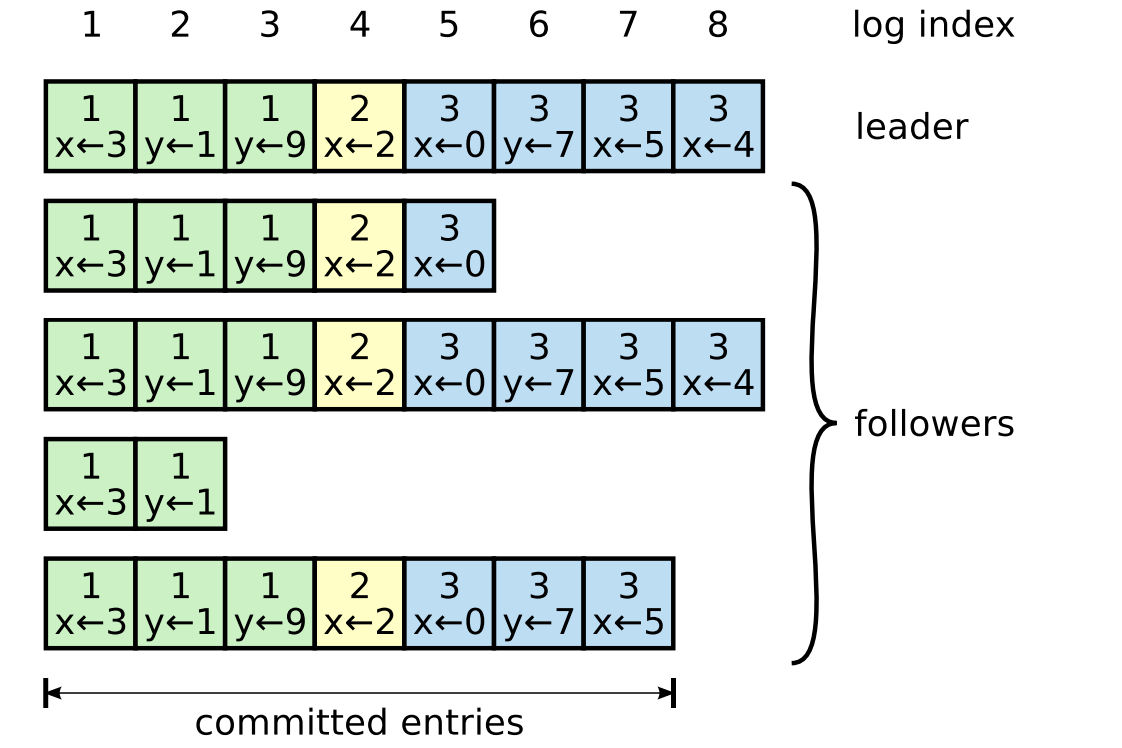 1 2 3 4 5 6 7 8 log index
1 1 1 2 3 3 3 3
x←3 y←1 y←9 x←2 x←0 y←7 x←5 x←4
leader
1 1 1 2 3
x←3 y←1 y←9 x←2 x←0
1 1 1 2 3 3 3 3
x←3 y←1 y←9 x←2 x←0 y←7 x←5 x←4
followers
1 1
x←3 y←1
1 1 1 2 3 3 3
x←3 y←1 y←9 x←2 x←0 y←7 x←5
committed entries